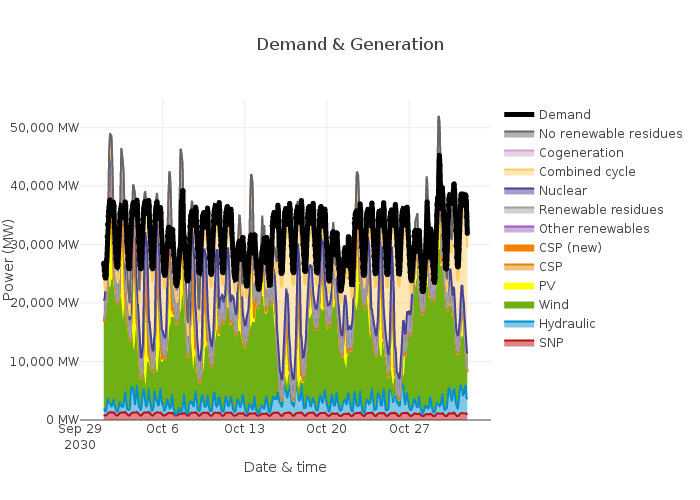 Demand & Generation
50,000 MW
40,000 MW
30,000 MW
20,000 MW
10,000 MW
0 MW
Power (MW)
Sep 29
2030
Oct 6
Oct 13
Oct 20
Oct 27
Date & time
Demand
No renewable residues
Cogeneration
Combined cycle
Nuclear
Renewable residues
Other renewables
CSP (new)
CSP
PV
Wind
Hydraulic
SNP